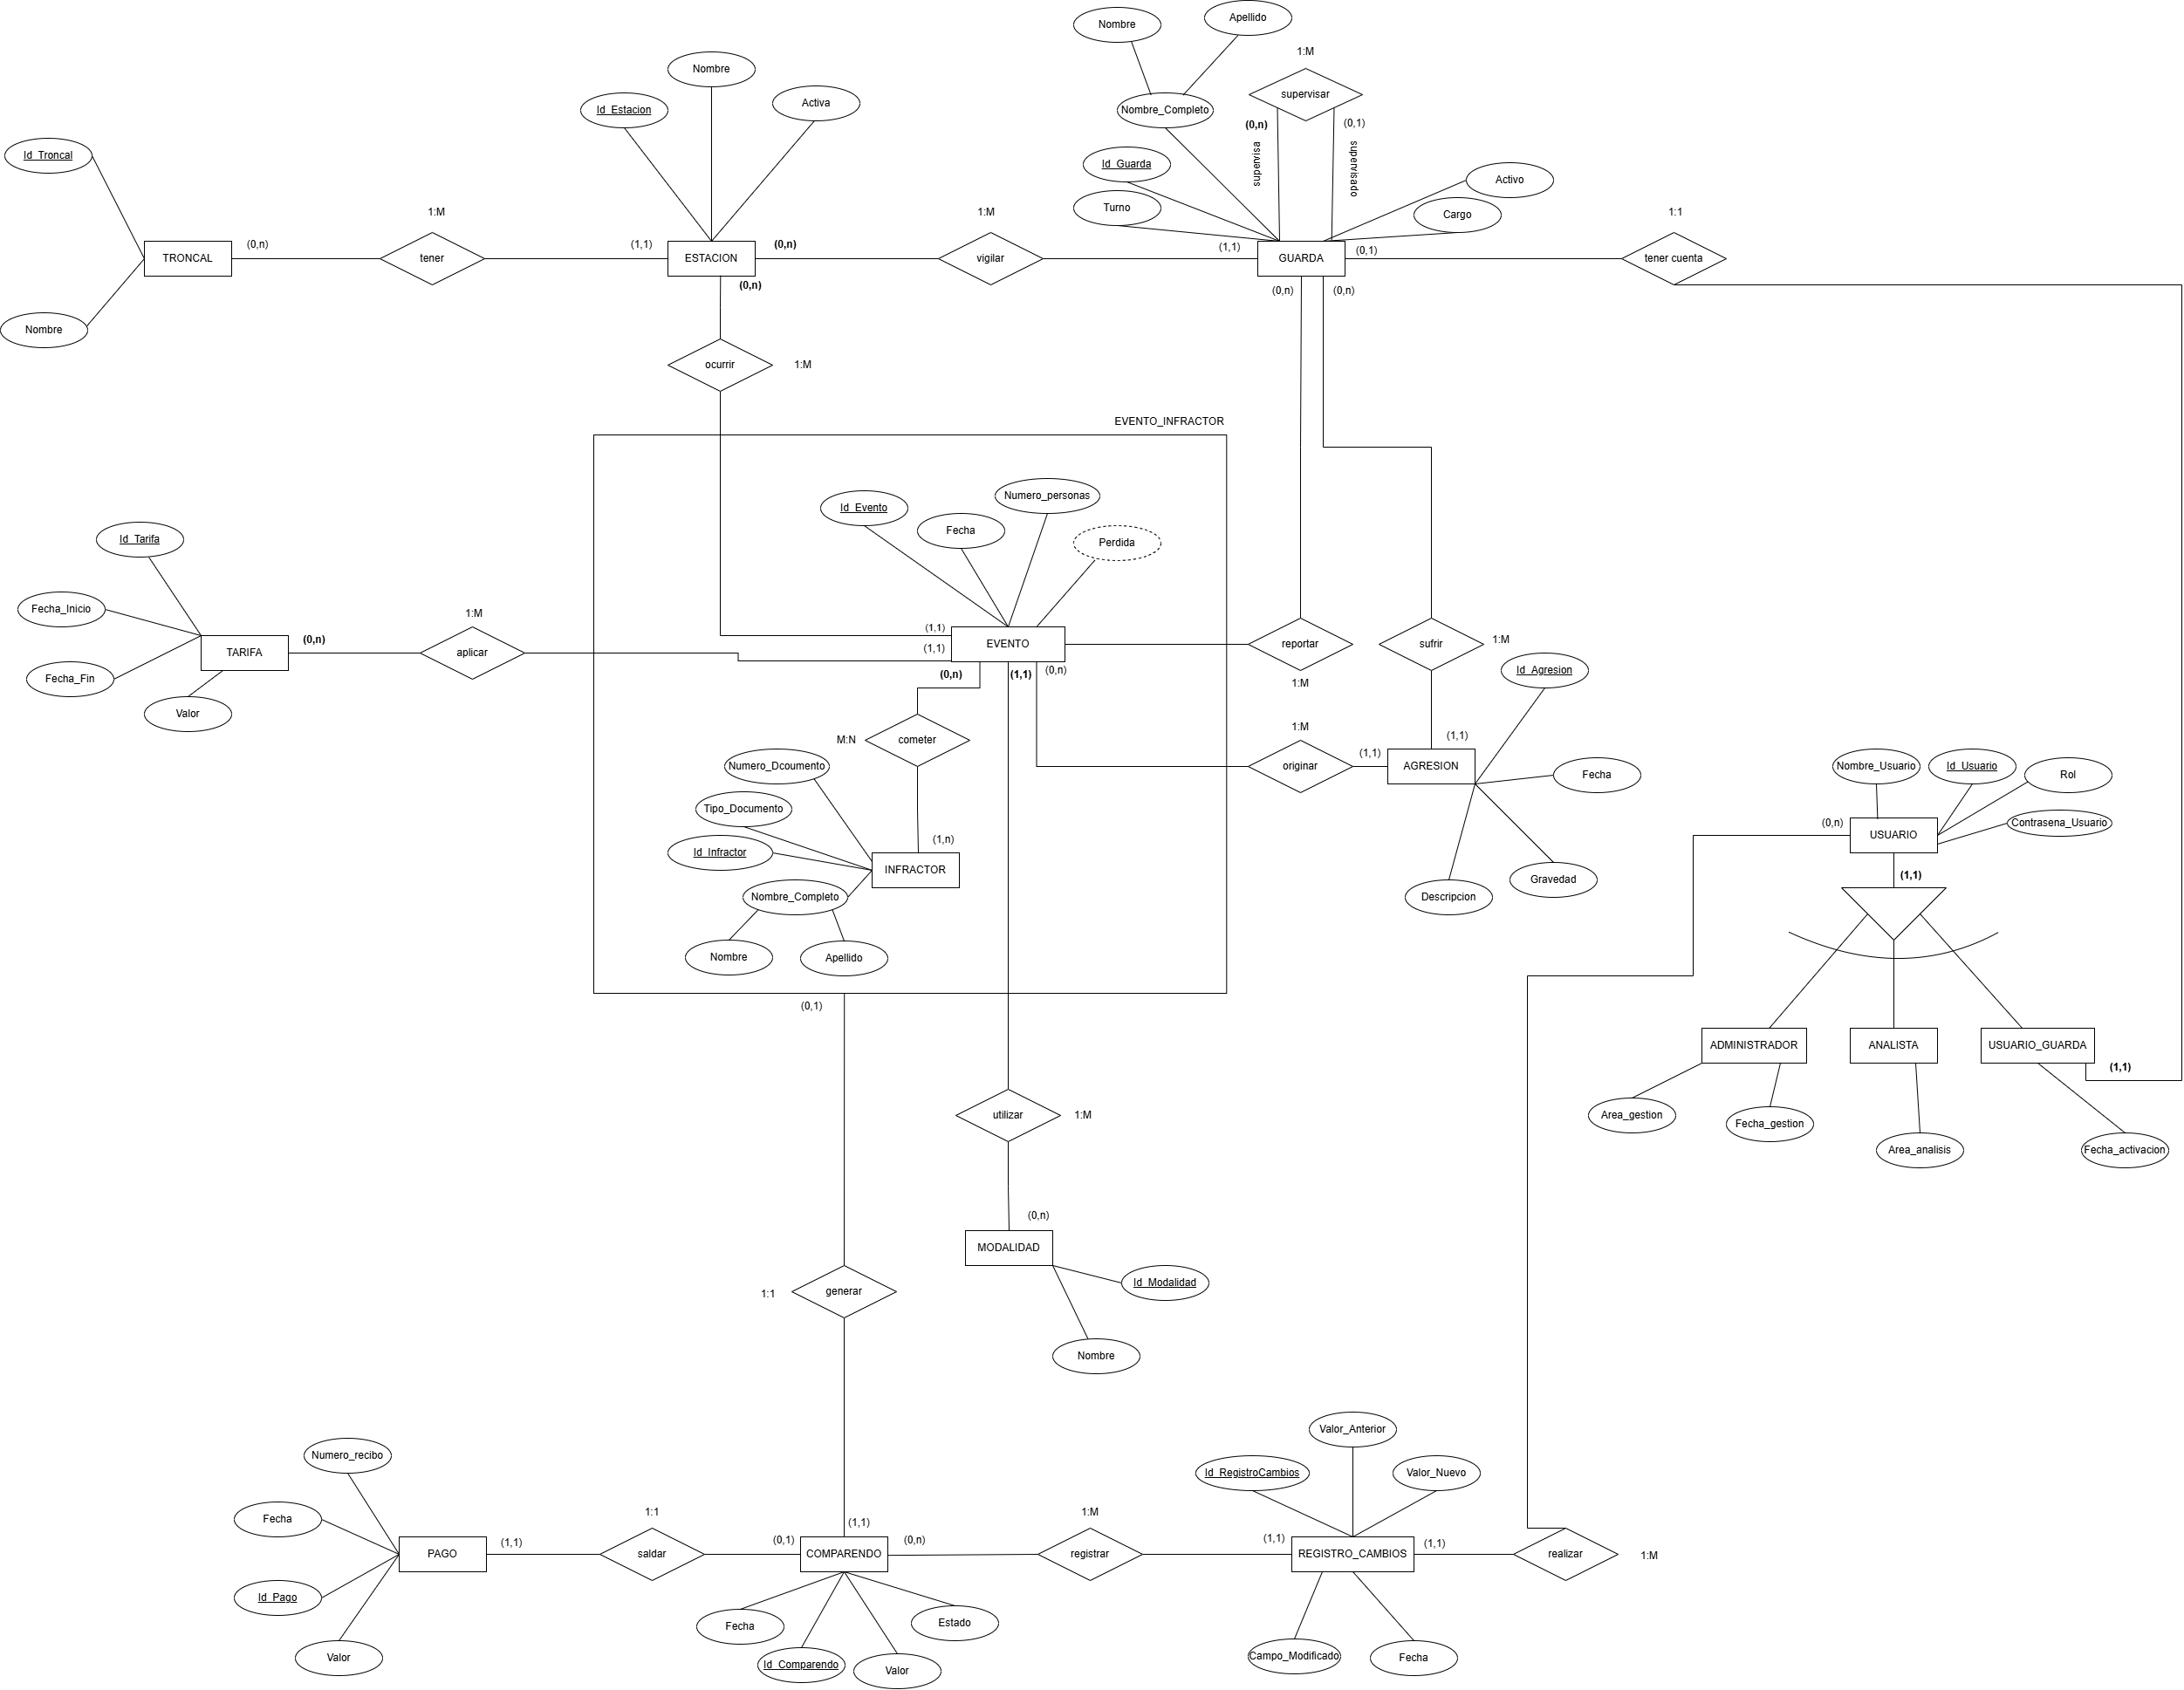 Nombre
Apellido
1:M
Nombre
supervisar
Id_Estacion
Activa
Nombre_Completo
(0,n)
(0,1)
supervisa
supervisado
Id_Troncal
Id_Guarda
Activo
Turno
Cargo
1:M
1:M
1:1
(0,n)
(1,1)
(0,n)
(1,1)
(0,1)
TRONCAL
tener
ESTACION
vigilar
GUARDA
tener cuenta
(0,n)
(0,n)
(0,n)
Nombre
ocurrir
1:M
EVENTO_INFRACTOR
Id_Evento
Numero_personas
Fecha
Perdida
Id_Tarifa
Fecha_Inicio
1:M
(1,1)
(0,n)
EVENTO
reportar
sufrir
1:M
(1,1)
TARIFA
aplicar
(0,n)
(1,1)
(0,n)
Id_Agresion
Fecha_Fin
1:M
Valor
1:M
M:N
cometer
(1,1)
(1,1)
Numero_Dcoumento
originar
AGRESION
Fecha
Nombre_Usuario
Id_Usuario
Rol
Tipo_Documento
(0,n)
Contrasena_Usuario
(1,n)
USUARIO
Id_Infractor
INFRACTOR
(1,1)
Gravedad
Nombre_Completo
Descripcion
Nombre
Apellido
(0,1)
ADMINISTRADOR
ANALISTA
USUARIO_GUARDA
(1,1)
utilizar
1:M
Area_gestion
Fecha_gestion
Area_analisis
Fecha_activacion
(0,n)
MODALIDAD
Id_Modalidad
1:1
generar
Nombre
Valor_Anterior
Numero_recibo
Id_RegistroCambios
Valor_Nuevo
Fecha
1:1
1:M
(1,1)
(1,1)
(0,1)
(0,n)
(1,1)
(1,1)
PAGO
saldar
COMPARENDO
registrar
REGISTRO_CAMBIOS
realizar
1:M
Id_Pago
Fecha
Estado
Valor
Id_Comparendo
Valor
Campo_Modificado
Fecha